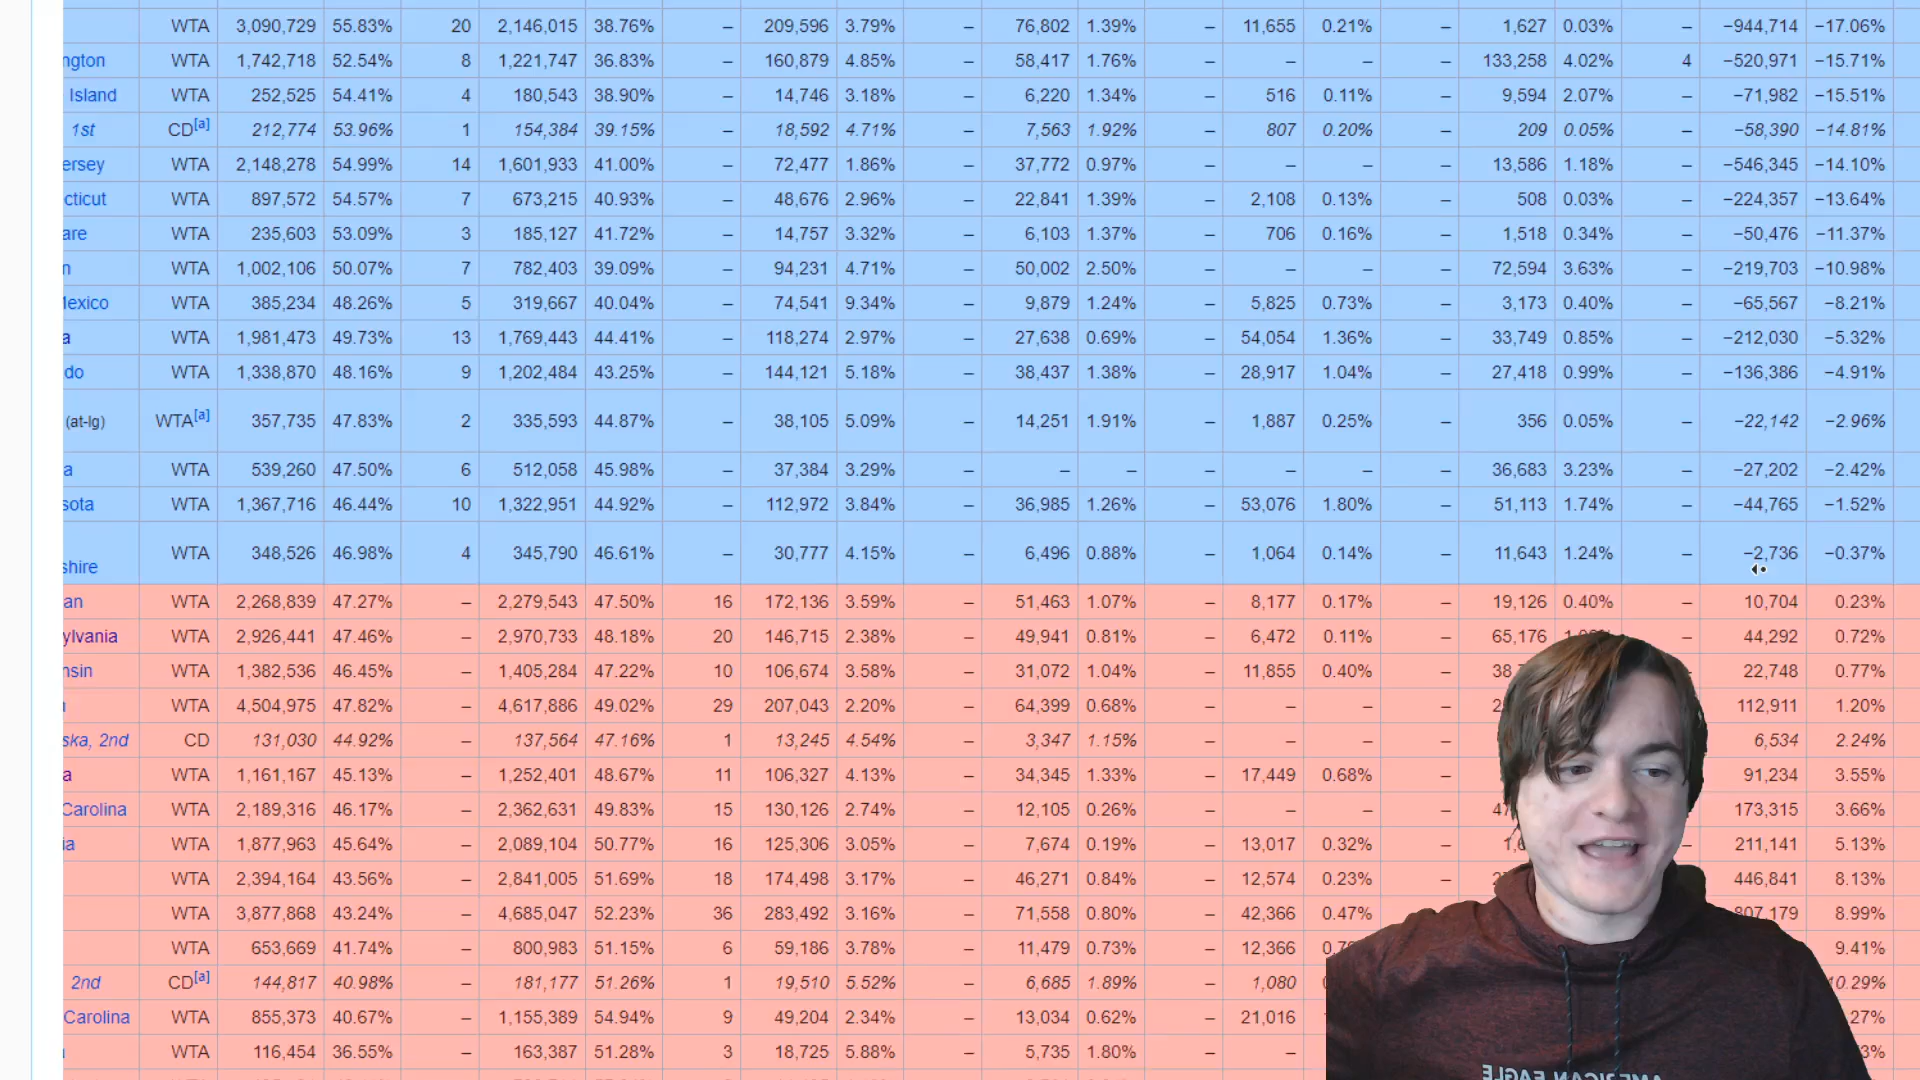 WTA 3,090,729 55.83% 20 2,146,015 38.76% – 209,596 3.79% – 76,802 1.39% – 11,655 0.21% – 1,627 0.03% – −944,714 −17.06%
ngton WTA 1,742,718 52.54% 8 1,221,747 36.83% – 160,879 4.85% – 58,417 1.76% – – – 133,258 4.02% 4 −520,971 −15.71%
Island WTA 252,525 54.41% 4 180,543 38.90% – 14,746 3.18% – 6,220 1.34% – 516 0.11% – 9,594 2.07% – −71,982 −15.51%
1st CD[a] 212,774 53.96% 1 154,384 39.15% – 18,592 4.71% – 7,563 1.92% – 807 0.20% – 209 0.05% – −58,390 −14.81%
ersey WTA 2,148,278 54.99% 14 1,601,933 41.00% – 72,477 1.86% – 37,772 0.97% – – – 13,586 1.18% – −546,345 −14.10%
cticut WTA 897,572 54.57% 7 673,215 40.93% – 48,676 2.96% – 22,841 1.39% – 2,108 0.13% – 508 0.03% – −224,357 −13.64%
are WTA 235,603 53.09% 3 185,127 41.72% – 14,757 3.32% – 6,103 1.37% – 706 0.16% – 1,518 0.34% – −50,476 −11.37%
n WTA 1,002,106 50.07% 7 782,403 39.09% – 94,231 4.71% – 50,002 2.50% – – – 72,594 3.63% – −219,703 −10.98%
Mexico WTA 385,234 48.26% 5 319,667 40.04% – 74,541 9.34% – 9,879 1.24% – 5,825 0.73% – 3,173 0.40% – −65,567 −8.21%
a WTA 1,981,473 49.73% 13 1,769,443 44.41% – 118,274 2.97% – 27,638 0.69% – 54,054 1.36% – 33,749 0.85% – −212,030 −5.32%
do WTA 1,338,870 48.16% 9 1,202,484 43.25% – 144,121 5.18% – 38,437 1.38% – 28,917 1.04% – 27,418 0.99% – −136,386 −4.91%
(at-lg) WTA[a] 357,735 47.83% 2 335,593 44.87% – 38,105 5.09% – 14,251 1.91% – 1,887 0.25% – 356 0.05% – −22,142 −2.96%
a WTA 539,260 47.50% 6 512,058 45.98% – 37,384 3.29% – – – – – – – 36,683 3.23% – −27,202 −2.42%
sota WTA 1,367,716 46.44% 10 1,322,951 44.92% – 112,972 3.84% – 36,985 1.26% – 53,076 1.80% – 51,113 1.74% – −44,765 −1.52%
shire WTA 348,526 46.98% 4 345,790 46.61% – 30,777 4.15% – 6,496 0.88% – 1,064 0.14% – 11,643 1.24% – −2,736 −0.37%
an WTA 2,268,839 47.27% – 2,279,543 47.50% 16 172,136 3.59% – 51,463 1.07% – 8,177 0.17% – 19,126 0.40% – 10,704 0.23%
ylvania WTA 2,926,441 47.46% – 2,970,733 48.18% 20 146,715 2.38% – 49,941 0.81% – 6,472 0.11% – 65,176 – 44,292 0.72%
nsin WTA 1,382,536 46.45% – 1,405,284 47.22% 10 106,674 3.58% – 31,072 1.04% – 11,855 0.40% – 22,748 0.77%
WTA 4,504,975 47.82% – 4,617,886 49.02% 29 207,043 2.20% – 64,399 0.68% – – – 112,911 1.20%
ska, 2nd CD 131,030 44.92% – 137,564 47.16% 1 13,245 4.54% – 3,347 1.15% – – – 6,534 2.24%
a WTA 1,161,167 45.13% – 1,252,401 48.67% 11 106,327 4.13% – 34,345 1.33% – 17,449 0.68% – 91,234 3.55%
Carolina WTA 2,189,316 46.17% – 2,362,631 49.83% 15 130,126 2.74% – 12,105 0.26% – – – 173,315 3.66%
ia WTA 1,877,963 45.64% – 2,089,104 50.77% 16 125,306 3.05% – 7,674 0.19% – 13,017 0.32% – – 211,141 5.13%
WTA 2,394,164 43.56% – 2,841,005 51.69% 18 174,498 3.17% – 46,271 0.84% – 12,574 0.23% – 446,841 8.13%
WTA 3,877,868 43.24% – 4,685,047 52.23% 36 283,492 3.16% – 71,558 0.80% – 42,366 0.47% 807,179 8.99%
WTA 653,669 41.74% – 800,983 51.15% 6 59,186 3.78% – 11,479 0.73% – 12,366 9.41%
2nd CD[a] 144,817 40.98% – 181,177 51.26% 1 19,510 5.52% – 6,685 1.89% – 1,080 10.29%
Carolina WTA 855,373 40.67% – 1,155,389 54.94% 9 49,204 2.34% – 13,034 0.62% – 21,016 27%
WTA 116,454 36.55% – 163,387 51.28% 3 18,725 5.88% – 5,735 1.80% – – 3%
AMERICAN EAGLE